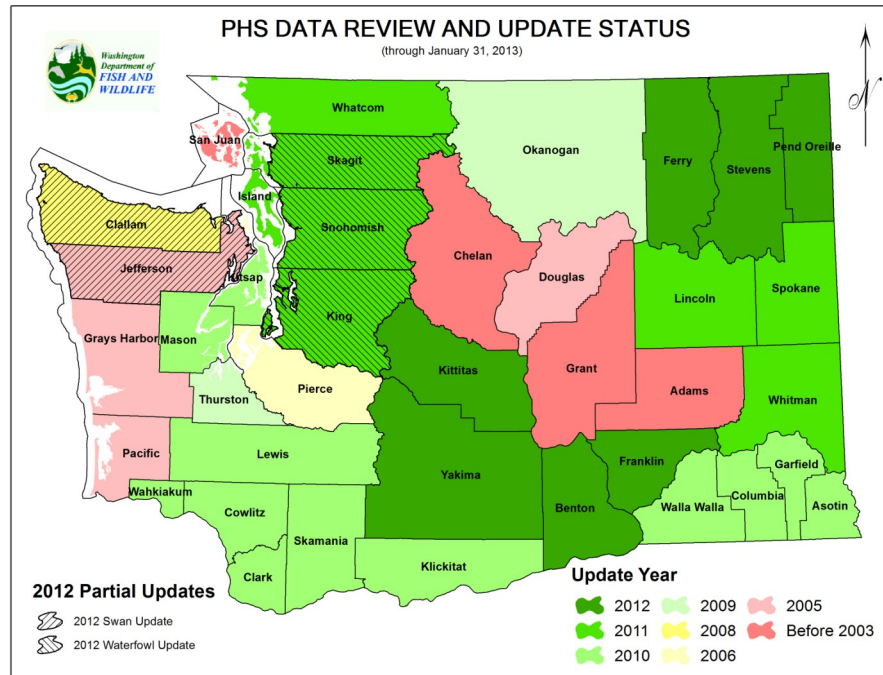 PHS DATA REVIEW AND UPDATE STATUS
(through January 31, 2013)
Washington
Department of
FISH AND
WILDLIFE
N
Whatcom
San Juan
Skagit
Okanogan
Ferry
Stevens
Pend Oreille
Island
Clallam
Snohomish
Chelan
Jefferson
Kitsap
Douglas
Lincoln
Spokane
King
Grays Harbor
Mason
Kittitas
Grant
Adams
Pierce
Thurston
Whitman
Pacific
Lewis
Yakima
Franklin
Garfield
Wahkiakum
Columbia
Walla Walla
Asotin
Benton
Cowlitz
Skamania
Klickitat
Clark
2012 Partial Updates
2012 Swan Update
2012 Waterfowl Update
Update Year
2012
2009
2005
2011
2008
Before 2003
2010
2006